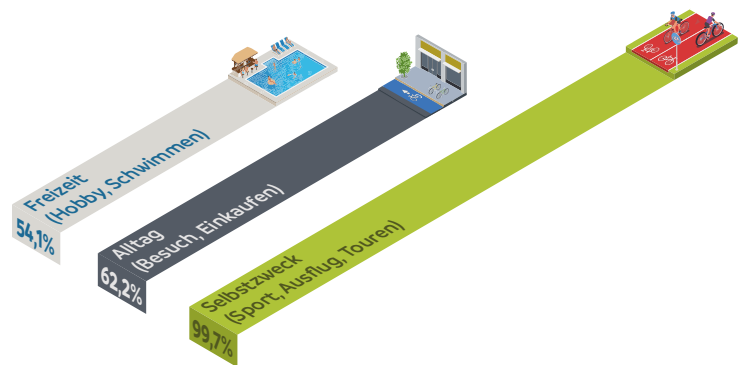 Freizeit
(Hobby, Schwimmen)
54,1%
Alltag
(Besuch, Einkaufen)
62,2%
Selbstzweck
(Sport, Ausflug, Touren)
99,7%